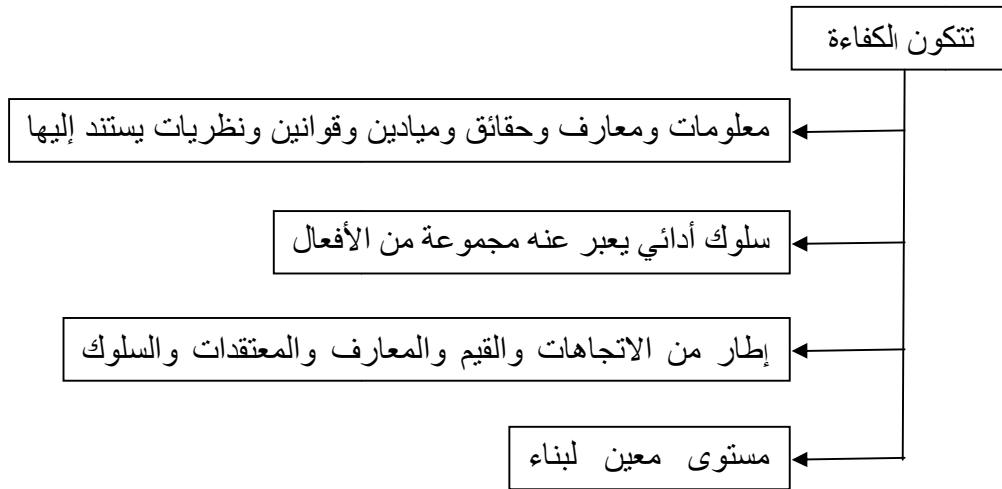 تتكون الكفاءة
معلومات ومعارف وحقائق وميادين وقوانين ونظريات يستند إليها
سلوك أدائي يعبر عنه مجموعة من الأفعال
إطار من الاتجاهات والقيم والمعارف والمعتقدات والسلوك
مستوى معين لبناء